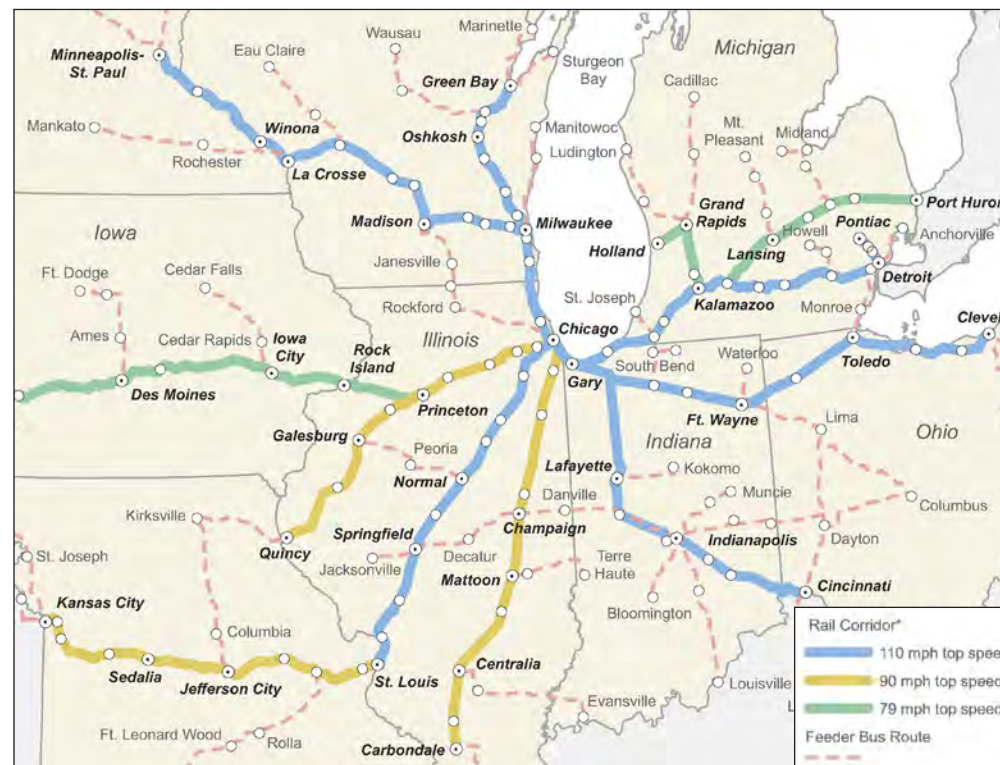 Marinette
Wausau
Michigan
Minneapolis-
St. Paul
Eau Claire
Sturgeon
Bay
Green Bay
Cadillac
Mankato
Winona
Oshkosh
Manitowoc
Mt.
Pleasant
Midland
Rochester
Ludington
La Crosse
Grand
Rapids
Port Huron
Madison
Milwaukee
Pontiac
Iowa
Holland
Lansing
Howell
Anchorville
Janesville
Detroit
Ft. Dodge
Cedar Falls
St. Joseph
Kalamazoo
Rockford
Monroe
Chicago
Clevel
Ames
Cedar Rapids
Iowa
City
Illinois
Rock
Island
South Bend
Waterloo
Toledo
Gary
Des Moines
Princeton
Ft. Wayne
Lima
Galesburg
Indiana
Ohio
Peoria
Lafayette
Kokomo
Normal
Danville
Muncie
Columbus
Kirksville
Springfield
Champaign
Indianapolis
Quincy
Dayton
St. Joseph
Jacksonville
Decatur
Terre
Haute
Mattoon
Kansas City
Bloomington
Cincinnati
Columbia
Rail Corridor*
Centralia
110 mph top speed
Sedalia
St. Louis
Jefferson City
Louisville
90 mph top speed
L
Evansville
79 mph top speed
Ft. Leonard Wood
Rolla
Carbondale
Feeder Bus Route